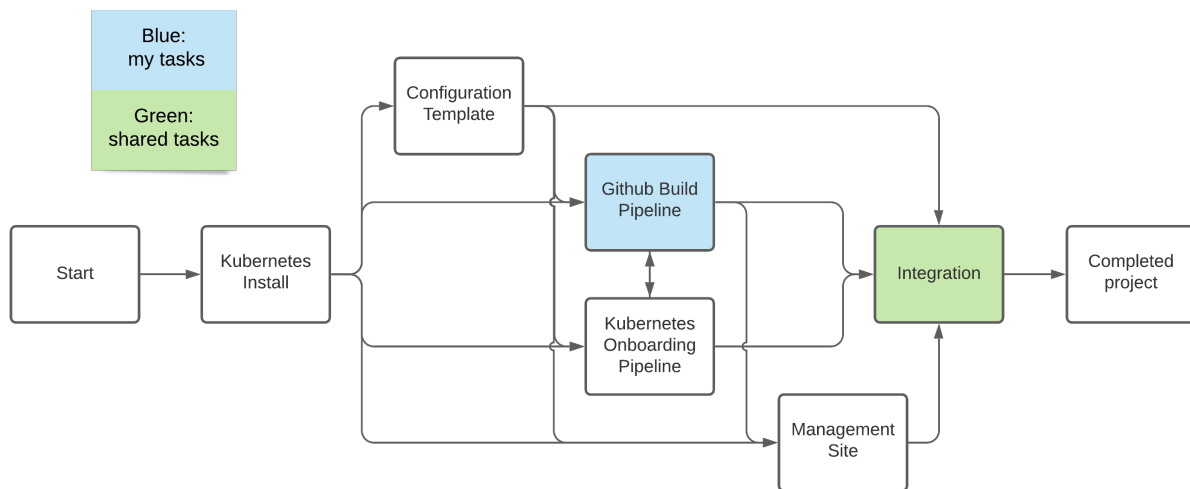 Blue:
my tasks
Green:
shared tasks
Configuration
Template
Github Build
Pipeline
Start
Kubernetes
Install
Integration
Completed
project
Kubernetes
Onboarding
Pipeline
Management
Site